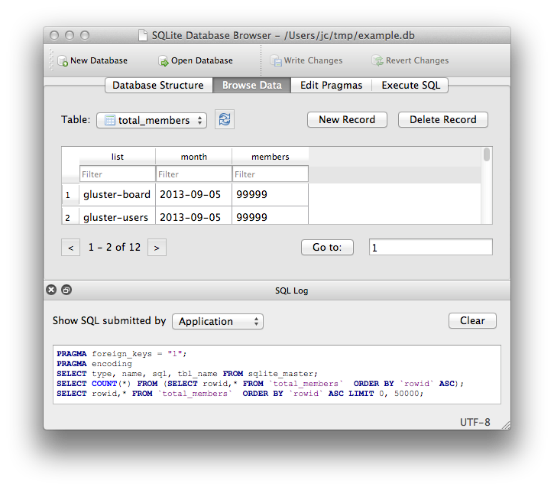 SQLite Database Browser - /Users/jc/tmp/example.db
New Database Open Database Write Changes Revert Changes
Database Structure Browse Data Edit Pragmas Execute SQL
Table: total_members New Record Delete Record
list month members
Filter Filter Filter
1 gluster-board 2013-09-05 99999
2 gluster-users 2013-09-05 99999
< 1 - 2 of 12 > Go to: 1
SQL Log
Show SQL submitted by Application Clear
PRAGMA foreign_keys = "1";
PRAGMA encoding
SELECT type, name, sql, tbl_name FROM sqlite_master;
SELECT COUNT(*) FROM (SELECT rowid,* FROM `total_members` ORDER BY `rowid` ASC);
SELECT rowid,* FROM `total_members` ORDER BY `rowid` ASC LIMIT 0, 50000;
UTF-8